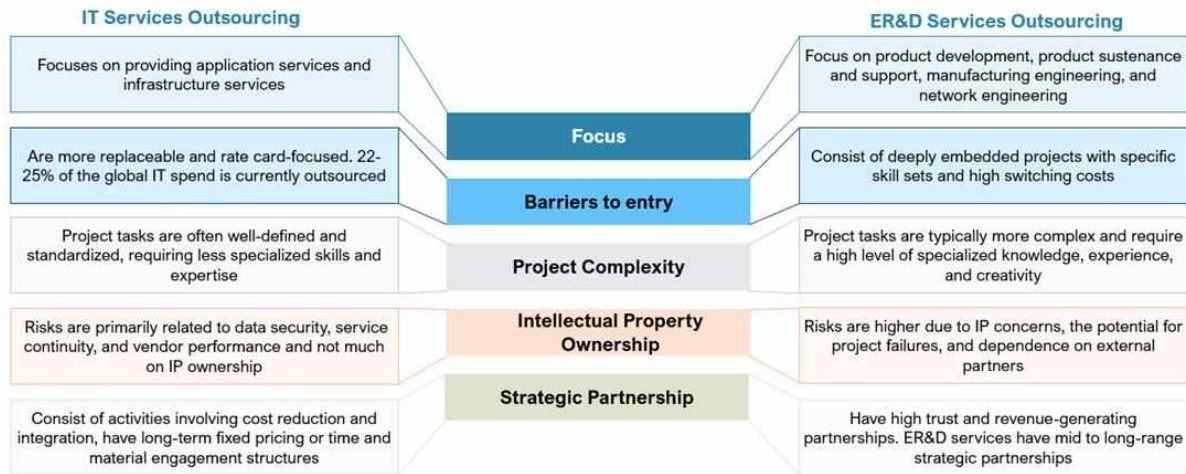 IT Services Outsourcing
ER&D Services Outsourcing
Focuses on providing application services and
infrastructure services
Focus
Focus on product development, product sustenance
and support, manufacturing engineering, and
network engineering
Are more replaceable and rate card-focused. 22-
25% of the global IT spend is currently outsourced
Barriers to entry
Consist of deeply embedded projects with specific
skill sets and high switching costs
Project tasks are often well-defined and
standardized, requiring less specialized skills and
expertise
Project Complexity
Project tasks are typically more complex and require
a high level of specialized knowledge, experience,
and creativity
Risks are primarily related to data security, service
continuity, and vendor performance and not much
on IP ownership
Intellectual Property
Ownership
Risks are higher due to IP concerns, the potential for
project failures, and dependence on external
partners
Consist of activities involving cost reduction and
integration, have long-term fixed pricing or time and
material engagement structures
Strategic Partnership
Have high trust and revenue-generating
partnerships. ER&D services have mid to long-range
strategic partnerships